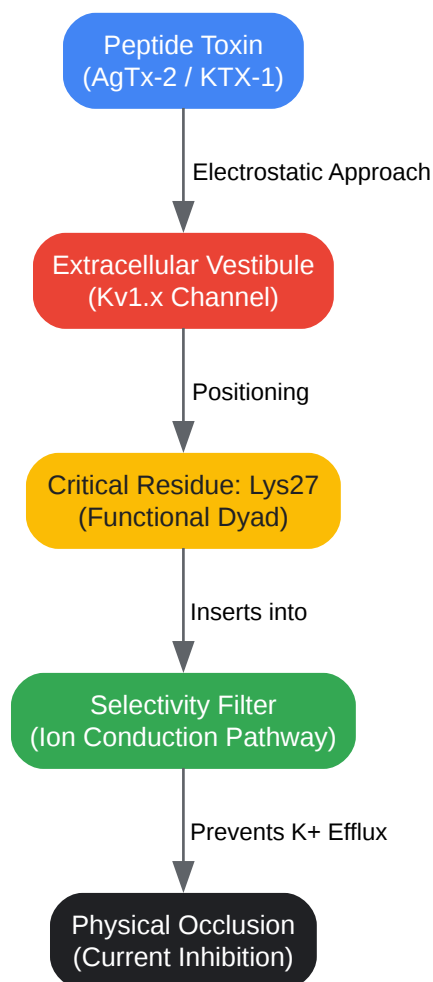 Peptide Toxin
(AgTx-2 / KTX-1)
Electrostatic Approach
Extracellular Vestibule
(Kv1.x Channel)
Positioning
Critical Residue: Lys27
(Functional Dyad)
Inserts into
Selectivity Filter
(Ion Conduction Pathway)
Prevents K+ Efflux
Physical Occlusion
(Current Inhibition)